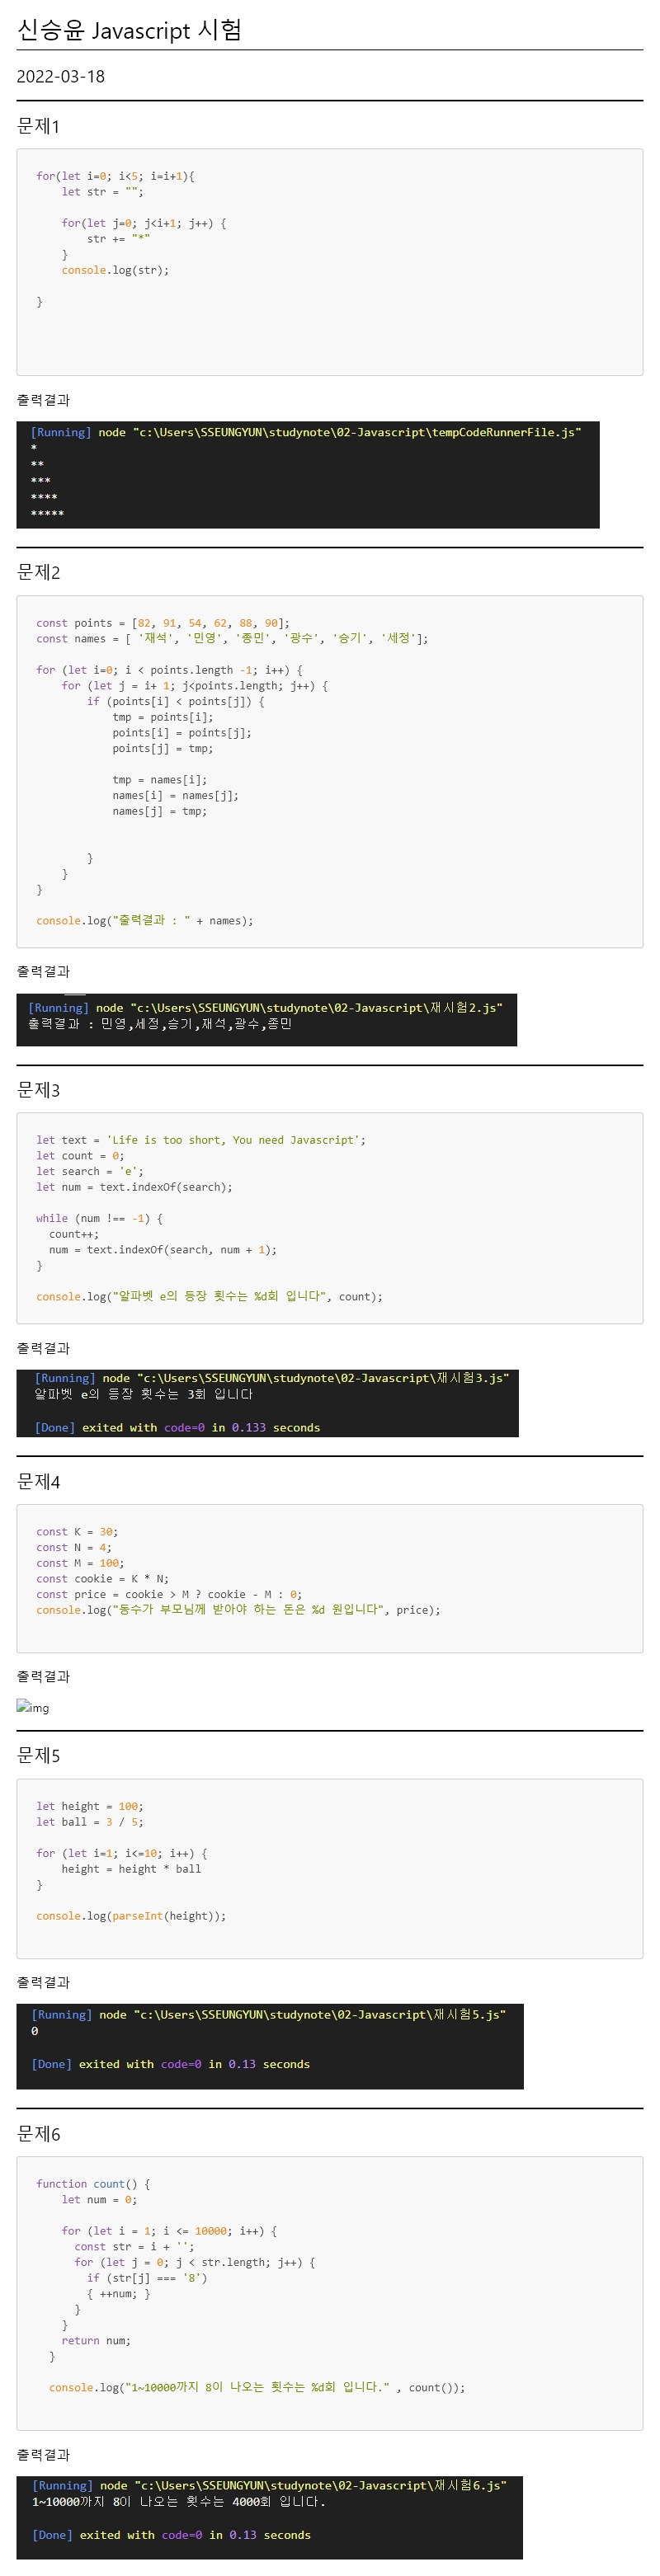 신승윤 Javascript 시험
2022-03-18
문제1
for(let i=0; i<5; i=i+1){
    let str = "";
    for(let j=0; j<i+1; j++) {
        str += "*"
    }
    console.log(str);
}
출력결과
[Running] node "c:\Users\SSEUNGYUN\studynote\02-Javascript\tempCodeRunnerFile.js"
*
**
***
****
*****
문제2
const points = [82, 91, 54, 62, 88, 90];
const names = [ '재석', '민영', '종민', '광수', '승기', '세정'];
for (let i=0; i < points.length -1; i++) {
    for (let j = i+ 1; j<points.length; j++) {
        if (points[i] < points[j]) {
            tmp = points[i];
            points[i] = points[j];
            points[j] = tmp;
            tmp = names[i];
            names[i] = names[j];
            names[j] = tmp;
        }
    }
}
console.log("출력결과 : " + names);
출력결과
[Running] node "c:\Users\SSEUNGYUN\studynote\02-Javascript\재시험2.js"
출력결과 : 민영,세정,승기,재석,광수,종민
문제3
let text = 'Life is too short, You need Javascript';
let count = 0;
let search = 'e';
let num = text.indexOf(search);
while (num !== -1) {
  count++;
  num = text.indexOf(search, num + 1);
}
console.log("알파벳 e의 등장 횟수는 %d회 입니다", count);
출력결과
[Running] node "c:\Users\SSEUNGYUN\studynote\02-Javascript\재시험3.js"
알파벳 e의 등장 횟수는 3회 입니다
[Done] exited with code=0 in 0.133 seconds
문제4
const K = 30;
const N = 4;
const M = 100;
const cookie = K * N;
const price = cookie > M ? cookie - M : 0;
console.log("동수가 부모님께 받아야 하는 돈은 %d 원입니다", price);
출력결과
img
문제5
let height = 100;
let ball = 3 / 5;
for (let i=1; i<=10; i++) {
    height = height * ball
}
console.log(parseInt(height));
출력결과
[Running] node "c:\Users\SSEUNGYUN\studynote\02-Javascript\재시험5.js"
0
[Done] exited with code=0 in 0.13 seconds
문제6
function count() {
    let num = 0;
    for (let i = 1; i <= 10000; i++) {
      const str = i + '';
      for (let j = 0; j < str.length; j++) {
        if (str[j] === '8')
        { ++num; }
      }
    }
    return num;
  }
  console.log("1~10000까지 8이 나오는 횟수는 %d회 입니다." , count());
출력결과
[Running] node "c:\Users\SSEUNGYUN\studynote\02-Javascript\재시험6.js"
1~10000까지 8이 나오는 횟수는 4000회 입니다.
[Done] exited with code=0 in 0.13 seconds